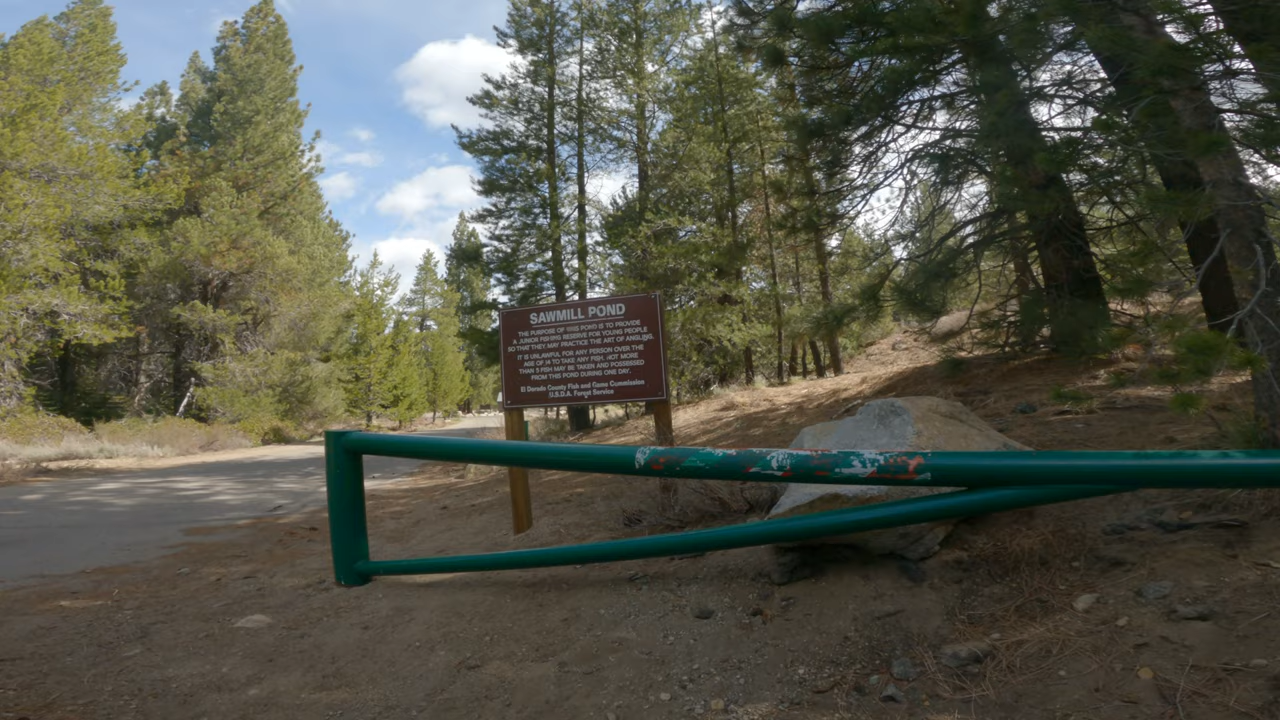 SAWMILL POND
THE PURPOSE OF THIS POND IS TO PROVIDE
A JUNIOR FISHING RESERVE FOR YOUNG PEOPLE
SO THAT THEY MAY PRACTICE THE ART OF ANGLING.
IT IS UNLAWFUL FOR ANY PERSON OVER THE
AGE OF 14 TO TAKE ANY FISH. NOT MORE
THAN 5 FISH MAY BE TAKEN AND POSSESSED
FROM THIS POND DURING ONE DAY.
El Dorado County Fish and Game Commission
U.S.D.A. Forest Service